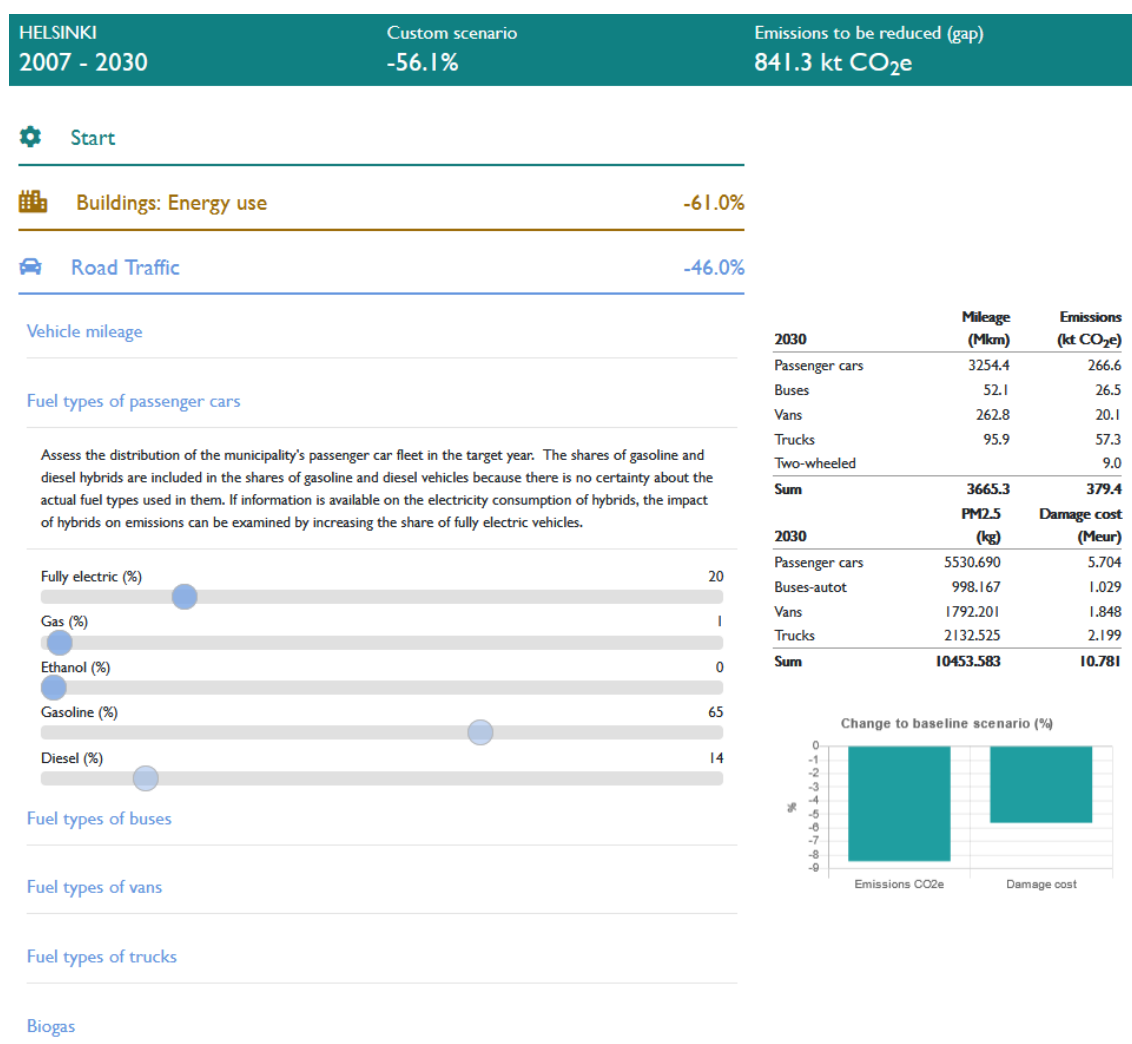 HELSINKI
2007 - 2030
Custom scenario
-56.1%
Emissions to be reduced (gap)
841.3 kt CO₂e
Start
Buildings: Energy use -61.0%
Road Traffic -46.0%
Vehicle mileage
Fuel types of passenger cars
Assess the distribution of the municipality's passenger car fleet in the target year. The shares of gasoline and
diesel hybrids are included in the shares of gasoline and diesel vehicles because there is no certainty about the
actual fuel types used in them. If information is available on the electricity consumption of hybrids, the impact
of hybrids on emissions can be examined by increasing the share of fully electric vehicles.
Fully electric (%) 20
Gas (%) 1
Ethanol (%) 0
Gasoline (%) 65
Diesel (%) 14
Fuel types of buses
Fuel types of vans
Fuel types of trucks
Biogas
Mileage Emissions
2030 (Mkm) (kt CO₂e)
Passenger cars 3254.4 266.6
Buses 52.1 26.5
Vans 262.8 20.1
Trucks 95.9 57.3
Two-wheeled 9.0
Sum 3665.3 379.4
PM2.5 Damage cost
2030 (kg) (Meur)
Passenger cars 5530.690 5.704
Buses-autot 998.167 1.029
Vans 1792.201 1.848
Trucks 2132.525 2.199
Sum 10453.583 10.781
Change to baseline scenario (%)
0
-1
-2
-3
-4
-5
-6
-7
-8
-9
%
Emissions CO2e Damage cost